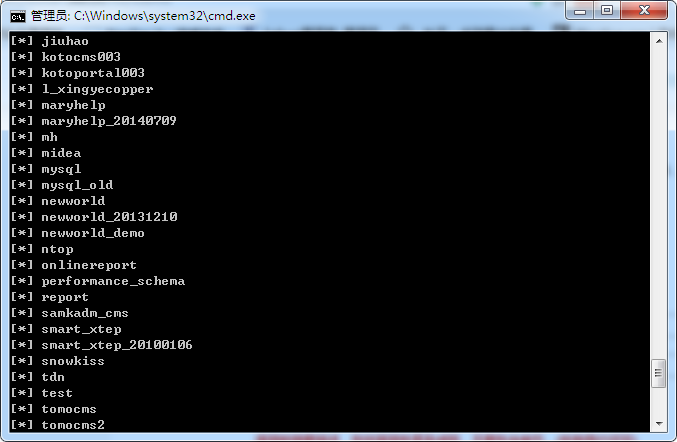 管理员: C:\Windows\system32\cmd.exe
[*] jiuhao
[*] kotocms003
[*] kotoportal003
[*] l_xingyecopper
[*] maryhelp
[*] maryhelp_20140709
[*] mh
[*] midea
[*] mysql
[*] mysql_old
[*] newworld
[*] newworld_20131210
[*] newworld_demo
[*] ntop
[*] onlinereport
[*] performance_schema
[*] report
[*] samkadm_cms
[*] smart_xtep
[*] smart_xtep_20100106
[*] snowkiss
[*] tdn
[*] test
[*] tomocms
[*] tomocms2